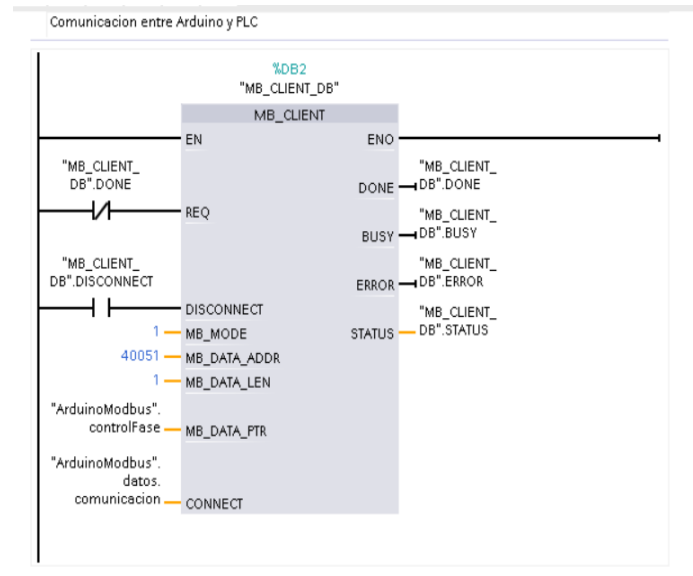 Comunicacion entre Arduino y PLC
%DB2
"MB_CLIENT_DB"
MB_CLIENT
EN
ENO
"MB_CLIENT_
DB".DONE
REQ
"MB_CLIENT_
DB".DISCONNECT
DISCONNECT
1
MB_MODE
40051
MB_DATA_ADDR
1
MB_DATA_LEN
"ArduinoModbus".
controlFase
MB_DATA_PTR
"ArduinoModbus".
datos.
comunicacion
CONNECT
DONE
"MB_CLIENT_
DB".DONE
BUSY
"MB_CLIENT_
DB".BUSY
ERROR
"MB_CLIENT_
DB".ERROR
STATUS
"MB_CLIENT_
DB".STATUS